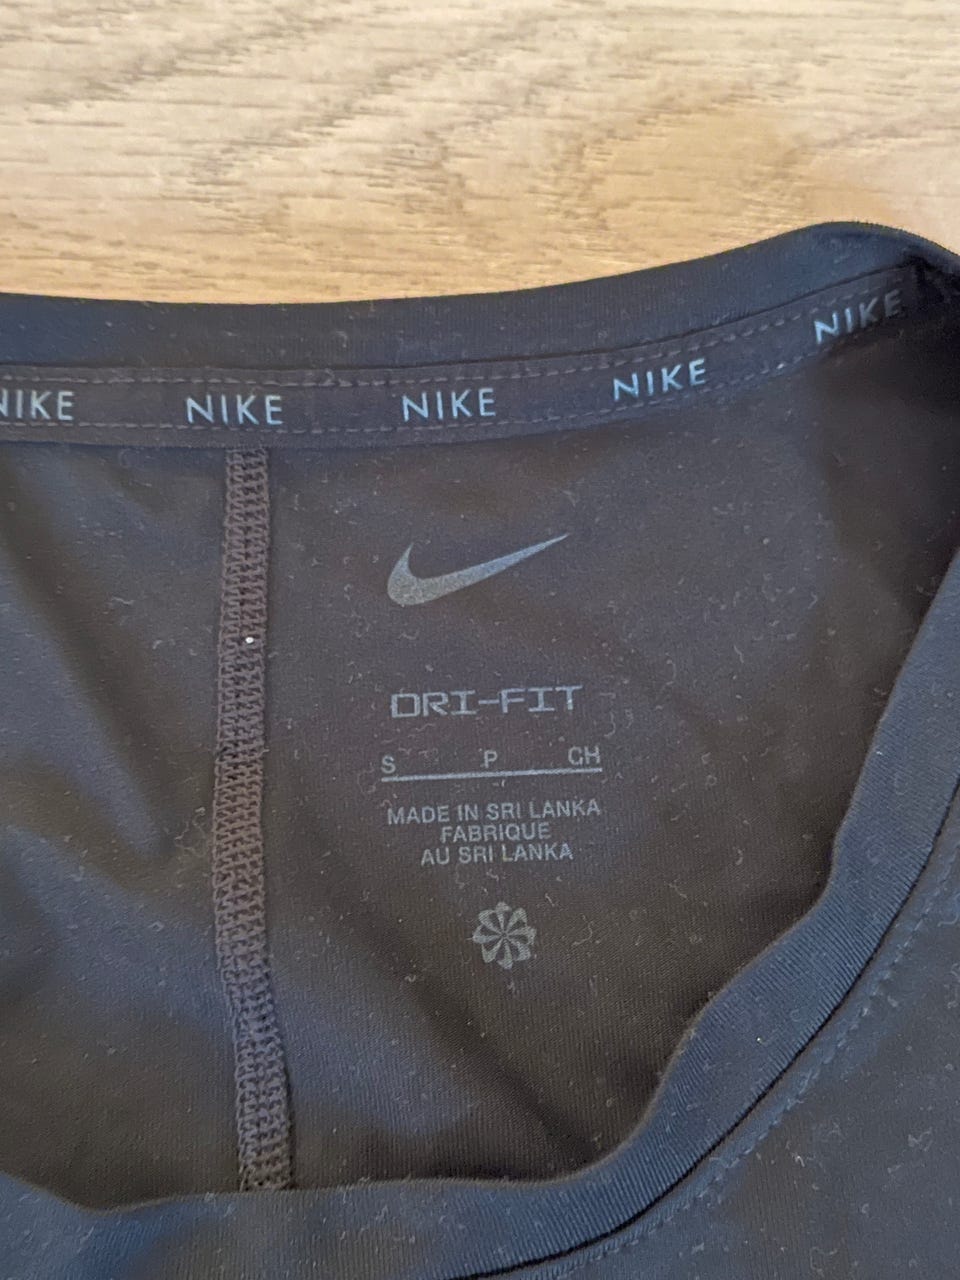 NIKE NIKE NIKE NIKE NIKE
DRI-FIT
S P CH
MADE IN SRI LANKA
FABRIQUE
AU SRI LANKA